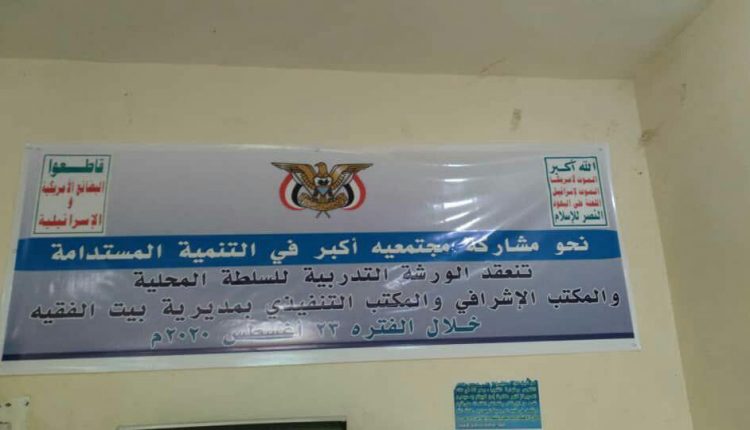 الله أكبر
الموت لأمريكا
الموت لإسرائيل
اللعنة على اليهود
النصر للإسلام
قاطعوا
البضائع الأمريكية
و
الإسرائيلية
نحو مشاركة مجتمعيه أكبر في التنمية المستدامة
تنعقد الورشة التدربية للسلطة المحلية
والمكتب الإشرافي والمكتب التنفيذي بمديرية بيت الفقيه
خلال الفتره ٢٣ أغسطس ٢٠٢٠م